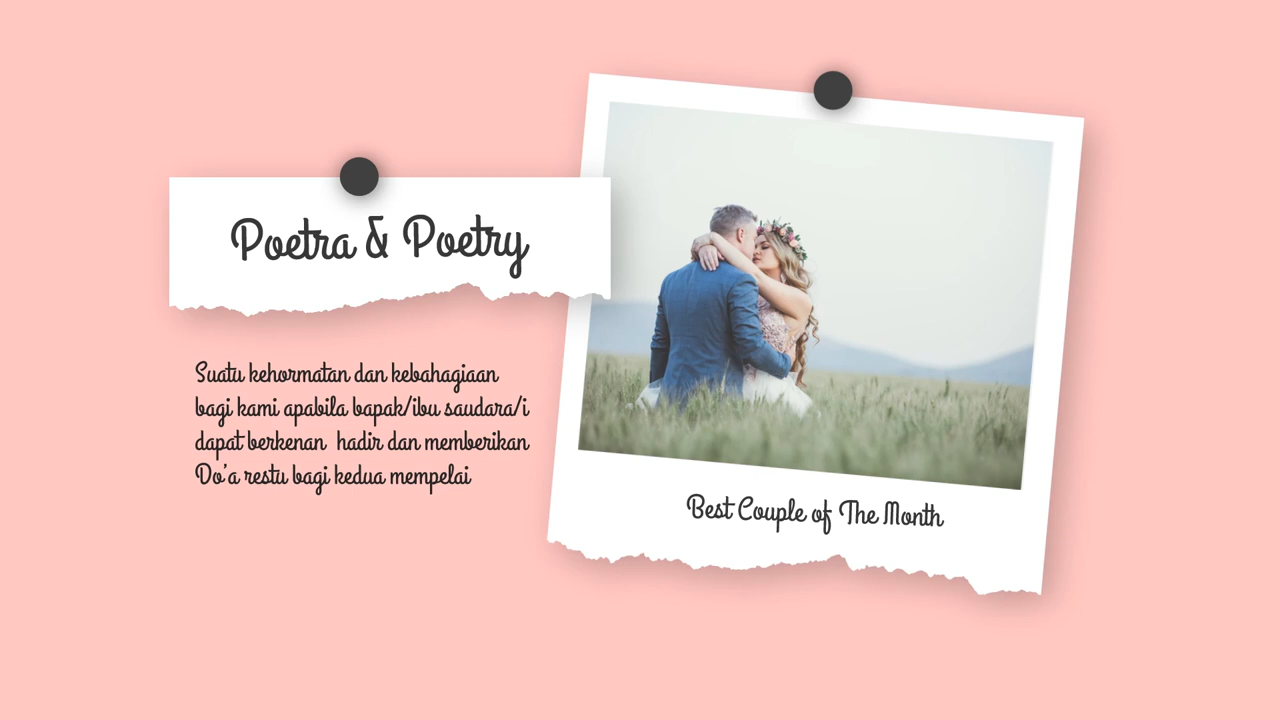 Poetra & Poetry
Suatu kehormatan dan kebahagiaan
bagi kami apabila bapak/ibu saudara/i
dapat berkenan  hadir dan memberikan
Do'a restu bagi kedua mempelai
Best Couple of The Month